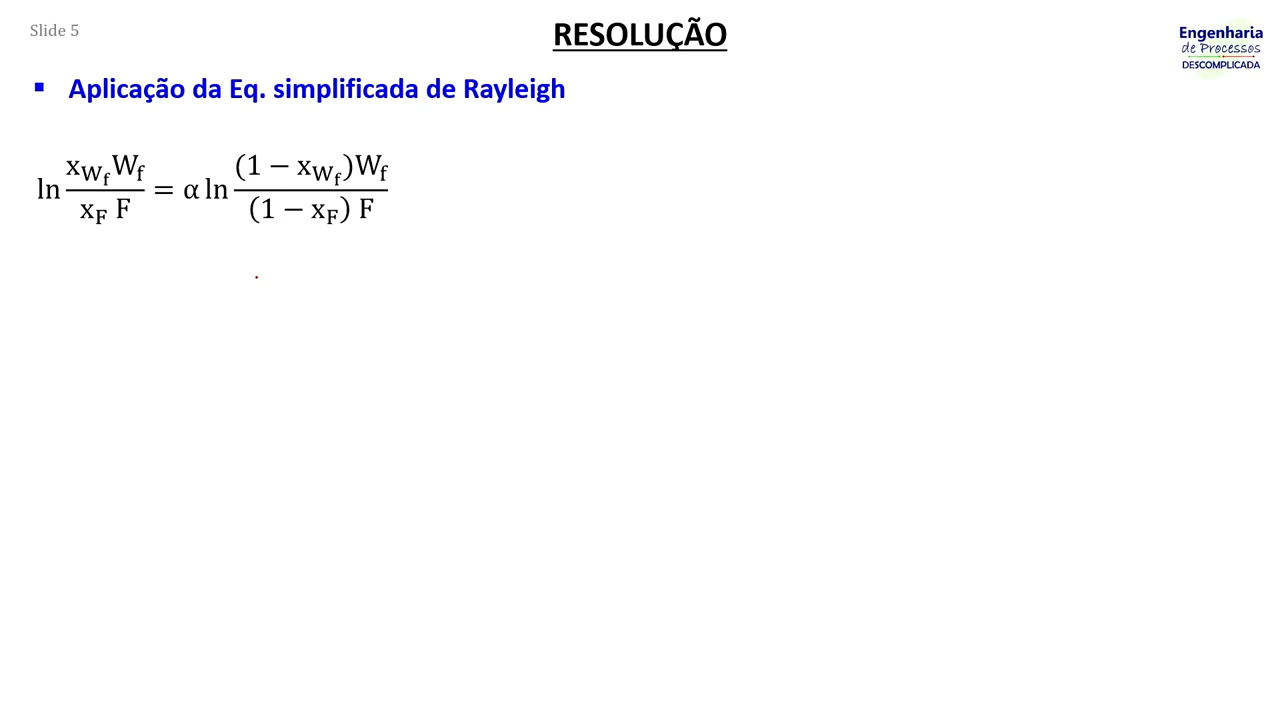 Slide 5
RESOLUÇÃO
Engenharia
de Processos
DESCOMPLICADA
▪ Aplicação da Eq. simplificada de Rayleigh
ln (x_{W_f} W_f)/(x_F F) = α ln ((1 − x_{W_f})W_f)/((1 − x_F) F)